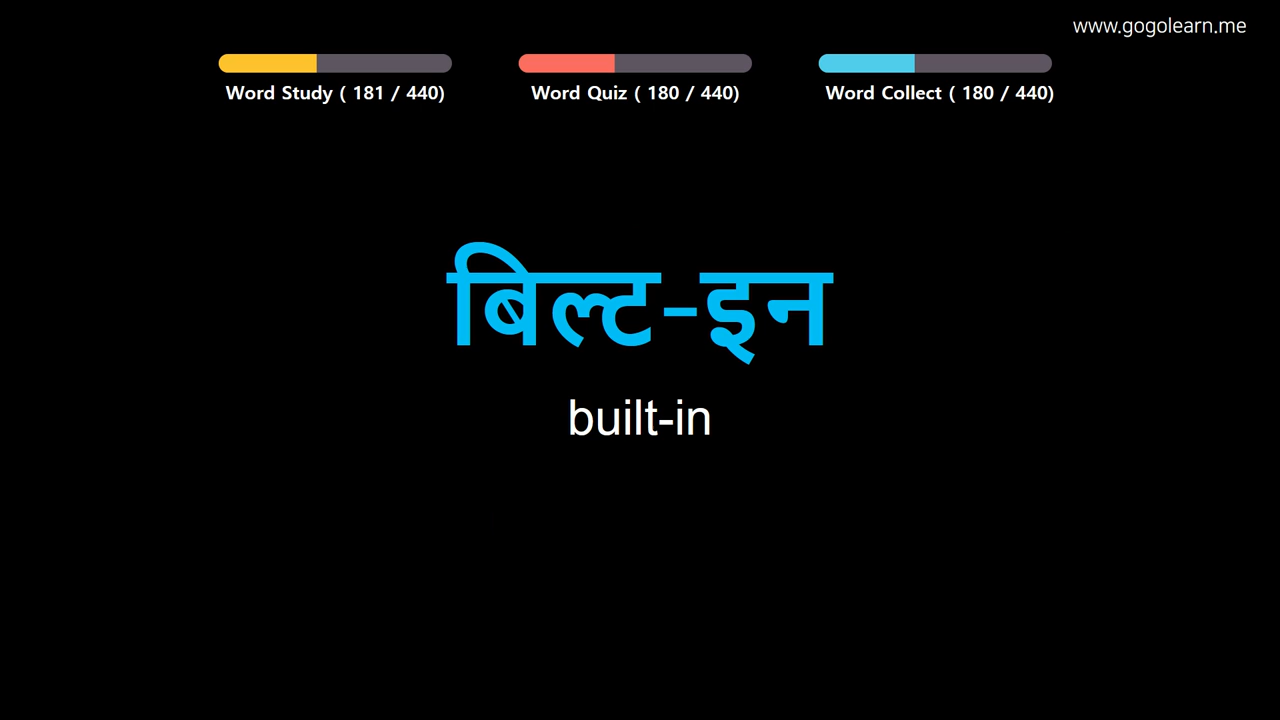 www.gogolearn.me
Word Study ( 181 / 440)
Word Quiz ( 180 / 440)
Word Collect ( 180 / 440)
बिल्ट-इन
built-in